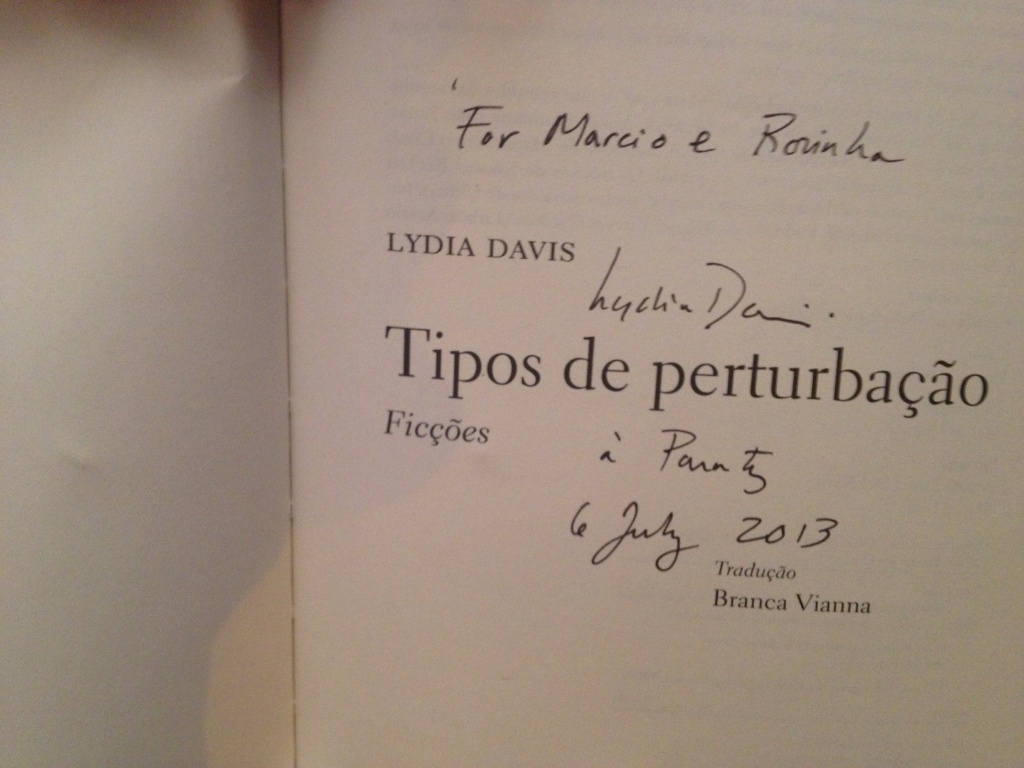 For Marcio e Rosinha
LYDIA DAVIS
Lydia Davis.
Tipos de perturbação
Ficções
à Paraty
6 July 2013
Tradução
Branca Vianna